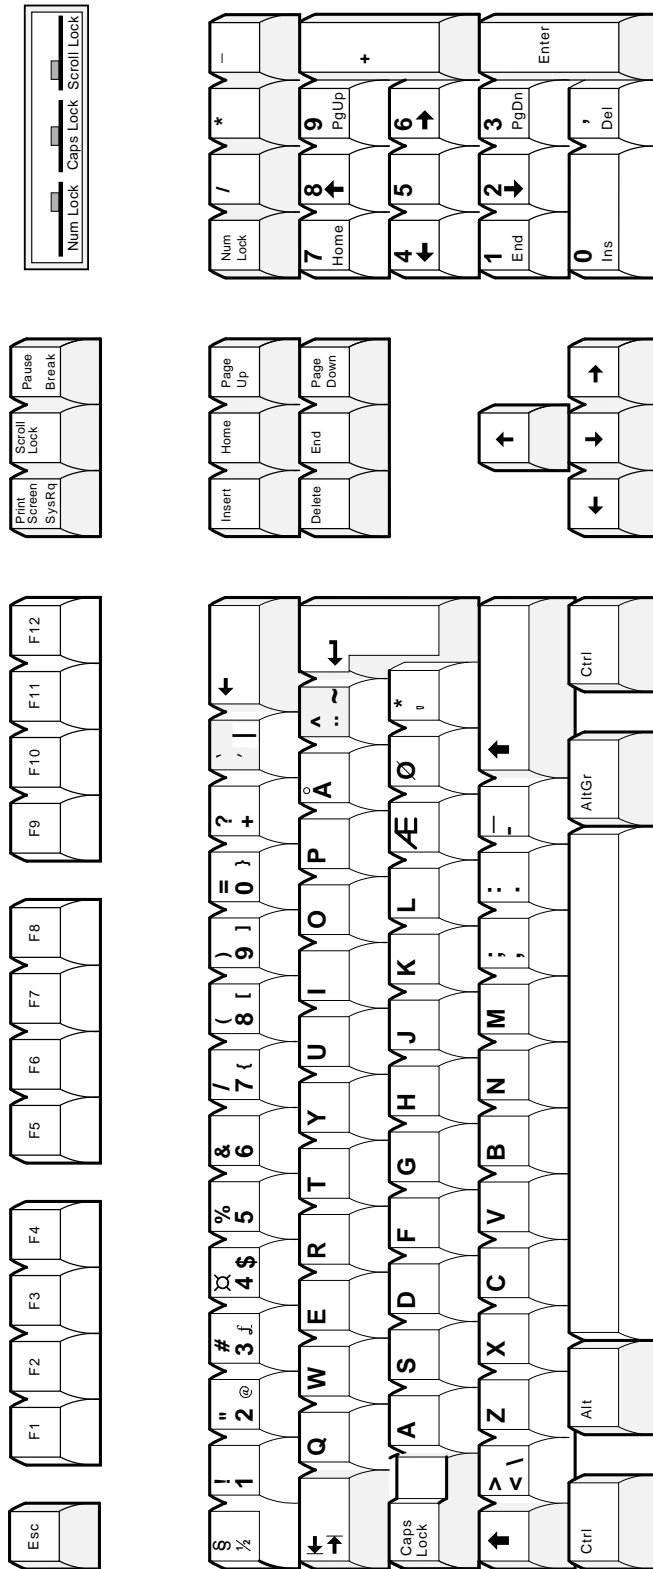 Esc
F1
F2
F3
F4
F5
F6
F7
F8
F9
F10
F11
F12
Print
Screen
SysRq
Scroll
Lock
Pause
Break
Num Lock
Caps Lock
Scroll Lock
§
½
!
1
"
2 @
#
3 £
¤
4 $
%
5
&
6
/
7 {
(
8 [
)
9 ]
=
0 }
?
+
`
´ |
←
Insert
Home
Page
Up
Num
Lock
/
*
–
Q
W
E
R
T
Y
U
I
O
P
Å
^
¨ ~
↵
Delete
End
Page
Down
7
Home
8
↑
9
PgUp
+
Caps
Lock
A
S
D
F
G
H
J
K
L
Æ
Ø
*
'
4
←
5
6
→
↑
>
< \
Z
X
C
V
B
N
M
;
,
:
.
_
-
↑
↑
1
End
2
↓
3
PgDn
Enter
Ctrl
Alt
AltGr
Ctrl
←
↓
→
0
Ins
,
Del